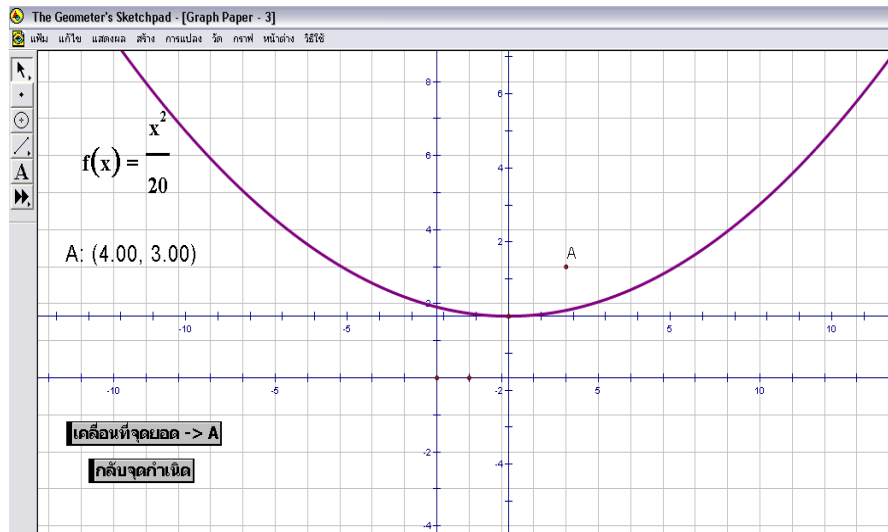 The Geometer's Sketchpad - [Graph Paper - 3]
แฟ้ม แก้ไข แสดงผล สร้าง การแปลง วัด กราฟ หน้าต่าง วิธีใช้
A
f(x) = x²/20
A: (4.00, 3.00)
A
8
6
4
2
-2
-4
6
4
2
-2
-4
-10 -5 5 10
-10 -5 5 10
เคลื่อนที่จุดยอด -> A
กลับจุดกำเนิด